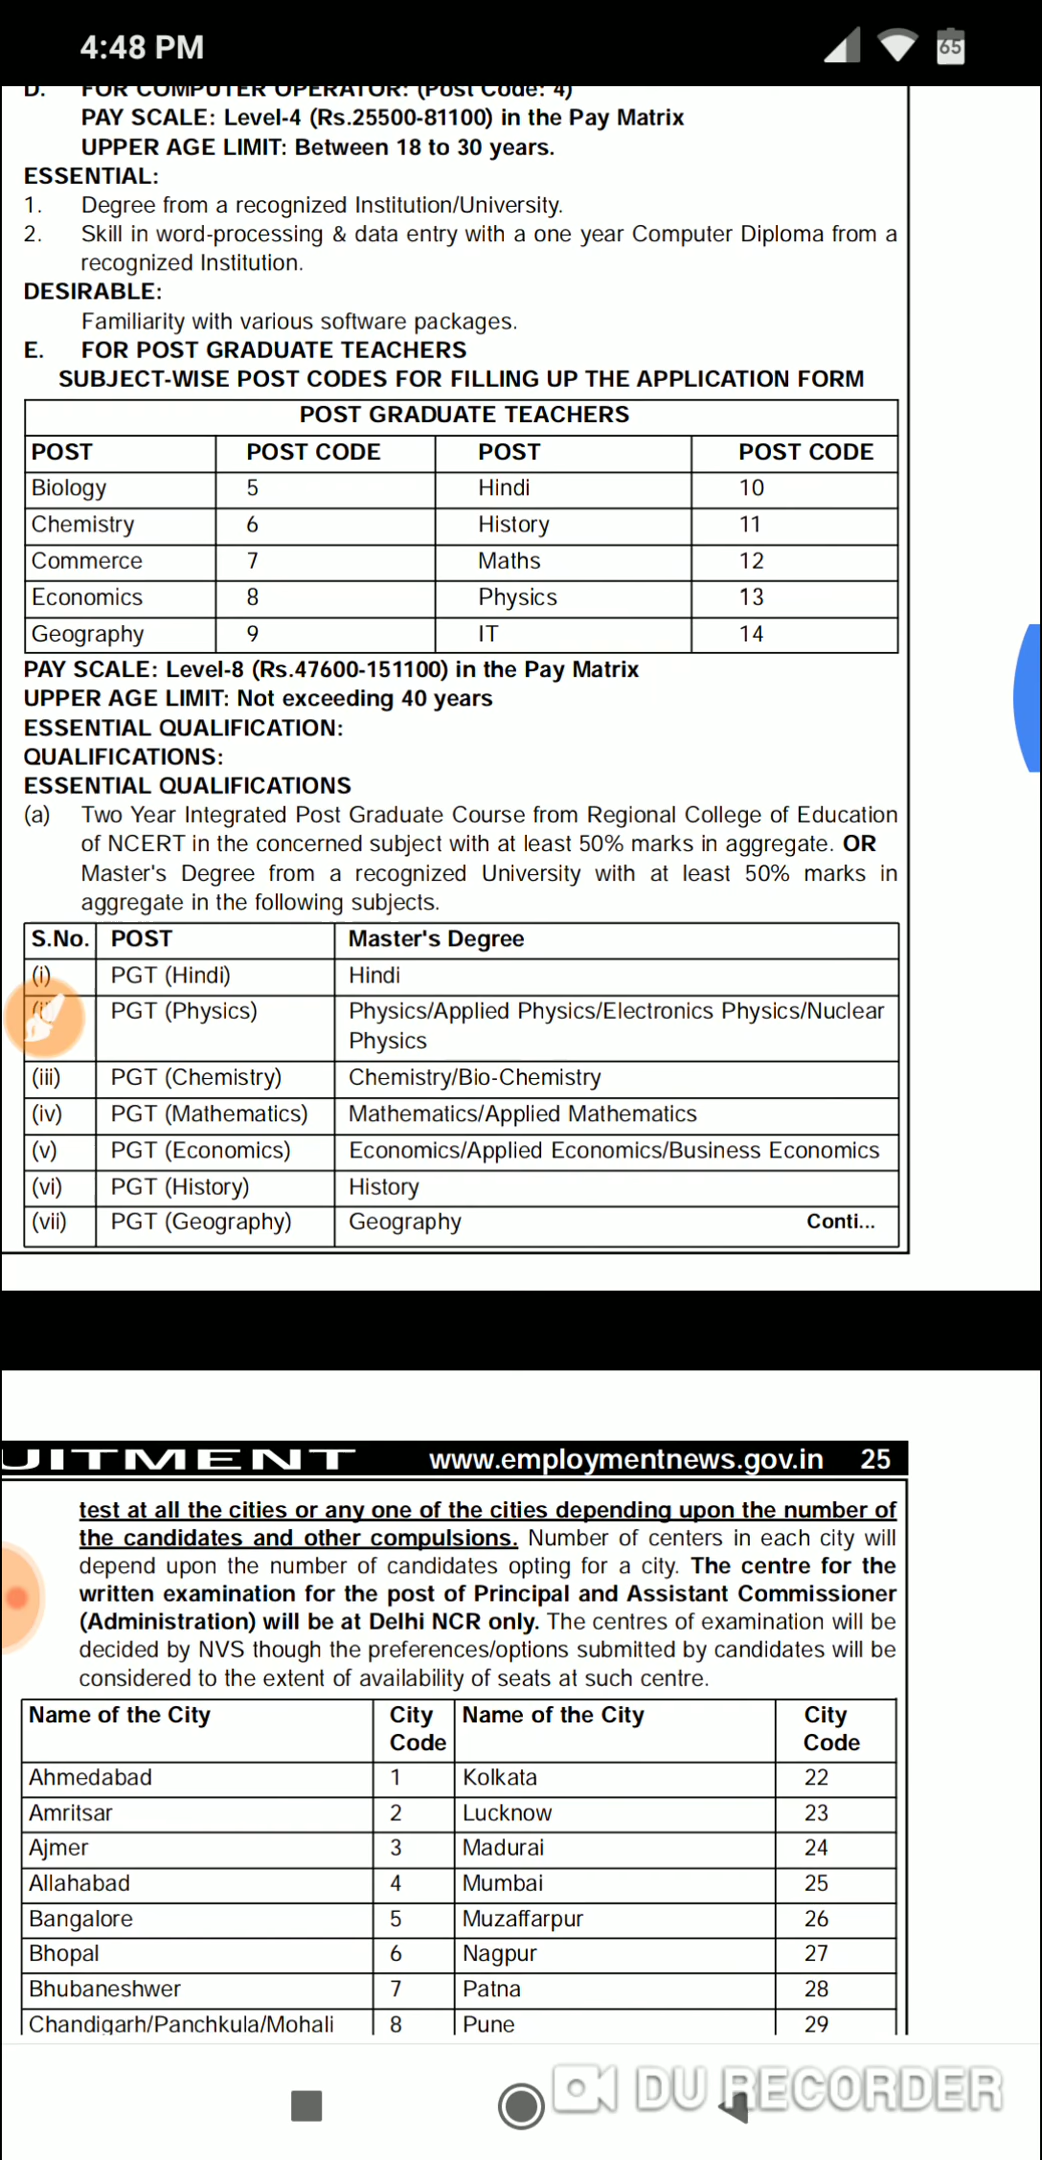 4:48 PM
65
D. FOR COMPUTER OPERATOR: (Post Code: 4)
PAY SCALE: Level-4 (Rs.25500-81100) in the Pay Matrix
UPPER AGE LIMIT: Between 18 to 30 years.
ESSENTIAL:
1. Degree from a recognized Institution/University.
2. Skill in word-processing & data entry with a one year Computer Diploma from a
recognized Institution.
DESIRABLE:
Familiarity with various software packages.
E. FOR POST GRADUATE TEACHERS
SUBJECT-WISE POST CODES FOR FILLING UP THE APPLICATION FORM
POST GRADUATE TEACHERS
POST POST CODE POST POST CODE
Biology 5 Hindi 10
Chemistry 6 History 11
Commerce 7 Maths 12
Economics 8 Physics 13
Geography 9 IT 14
PAY SCALE: Level-8 (Rs.47600-151100) in the Pay Matrix
UPPER AGE LIMIT: Not exceeding 40 years
ESSENTIAL QUALIFICATION:
QUALIFICATIONS:
ESSENTIAL QUALIFICATIONS
(a) Two Year Integrated Post Graduate Course from Regional College of Education
of NCERT in the concerned subject with at least 50% marks in aggregate. OR
Master's Degree from a recognized University with at least 50% marks in
aggregate in the following subjects.
S.No. POST Master's Degree
(i) PGT (Hindi) Hindi
PGT (Physics) Physics/Applied Physics/Electronics Physics/Nuclear
Physics
(iii) PGT (Chemistry) Chemistry/Bio-Chemistry
(iv) PGT (Mathematics) Mathematics/Applied Mathematics
(v) PGT (Economics) Economics/Applied Economics/Business Economics
(vi) PGT (History) History
(vii) PGT (Geography) Geography Conti...
UITMENT www.employmentnews.gov.in 25
test at all the cities or any one of the cities depending upon the number of
the candidates and other compulsions. Number of centers in each city will
depend upon the number of candidates opting for a city. The centre for the
written examination for the post of Principal and Assistant Commissioner
(Administration) will be at Delhi NCR only. The centres of examination will be
decided by NVS though the preferences/options submitted by candidates will be
considered to the extent of availability of seats at such centre.
Name of the City City Code Name of the City City Code
Ahmedabad 1 Kolkata 22
Amritsar 2 Lucknow 23
Ajmer 3 Madurai 24
Allahabad 4 Mumbai 25
Bangalore 5 Muzaffarpur 26
Bhopal 6 Nagpur 27
Bhubaneshwer 7 Patna 28
Chandigarh/Panchkula/Mohali 8 Pune 29
DU RECORDER